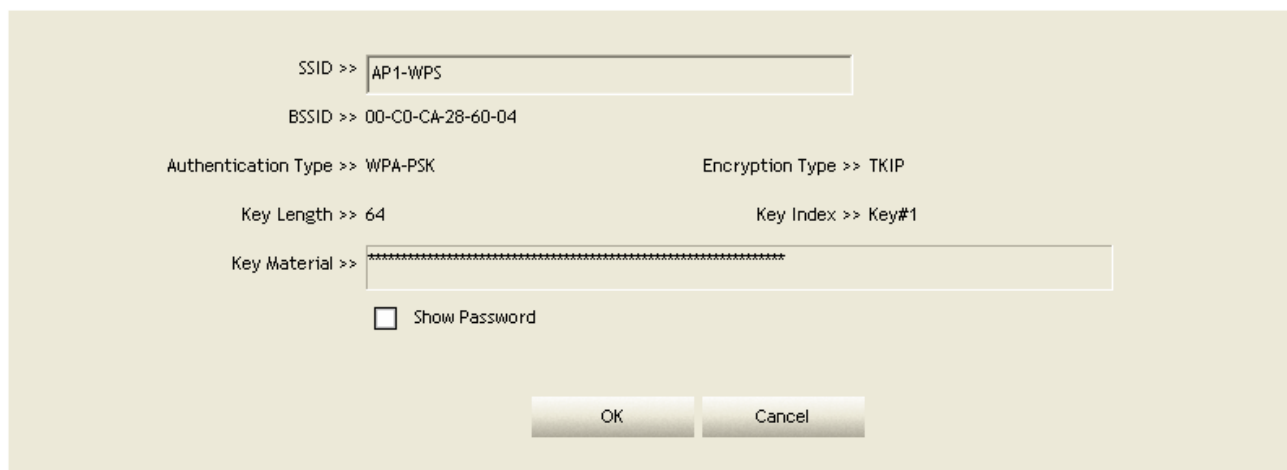 SSID >> AP1-WPS
BSSID >> 00-C0-CA-28-60-04
Authentication Type >> WPA-PSK Encryption Type >> TKIP
Key Length >> 64 Key Index >> Key#1
Key Material >> ****************************************************************
Show Password
OK Cancel